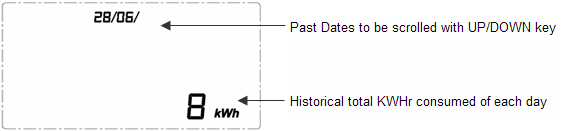 28/06/
Past Dates to be scrolled with UP/DOWN key
8 kWh
Historical total KWHr consumed of each day